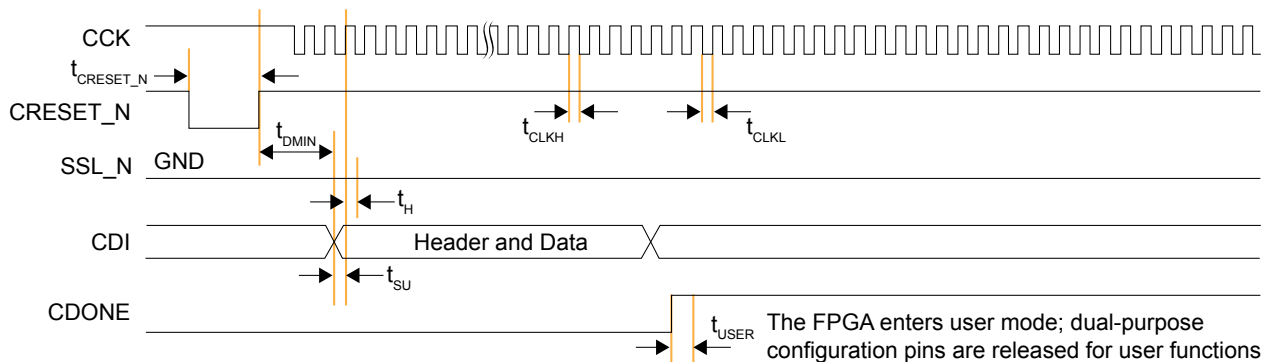 CCK
tCRESET_N
CRESET_N
tDMIN
tCLKH
tCLKL
SSL_N
GND
tH
CDI
Header and Data
tSU
CDONE
tUSER
The FPGA enters user mode; dual-purpose
configuration pins are released for user functions